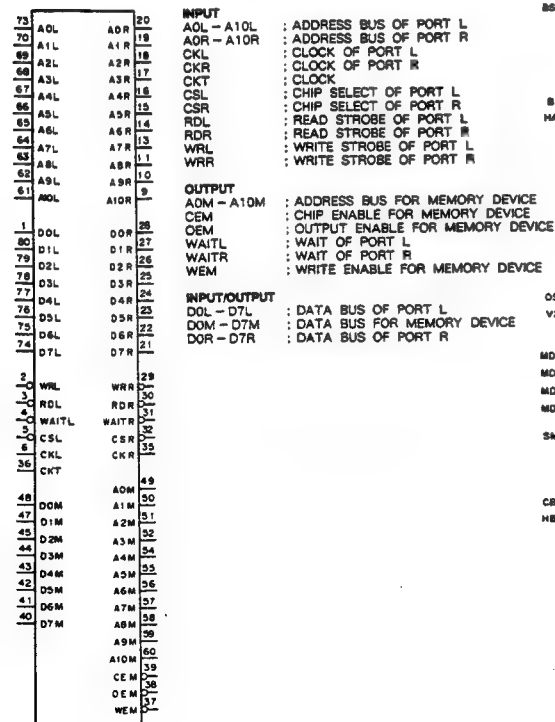 73 A0L A0R 20
70 A1L A1R 19
69 A2L A2R 18
68 A3L A3R 17
67 A4L A4R 16
66 A5L A5R 15
65 A6L A6R 14
64 A7L A7R 13
63 A8L A8R 11
62 A9L A9R 10
61 A10L A10R 9
1 D0L D0R 28
80 D1L D1R 27
79 D2L D2R 26
78 D3L D3R 25
77 D4L D4R 24
76 D5L D5R 23
75 D6L D6R 22
74 D7L D7R 21
2 WRL WRR 29
3 RDL RDR 30
4 WAITL WAITR 31
5 CSL CSR 32
6 CKL CKR 35
36 CKT
A0M 49
48 D0M A1M 50
47 D1M A2M 51
45 D2M A3M 52
44 D3M A4M 54
43 D4M A5M 55
42 D5M A6M 56
41 D6M A7M 57
40 D7M A8M 58
A9M 59
A10M 60
CEM 39
OEM 38
WEM 37
INPUT
A0L - A10L : ADDRESS BUS OF PORT L
A0R - A10R : ADDRESS BUS OF PORT R
CKL : CLOCK OF PORT L
CKR : CLOCK OF PORT R
CKT : CLOCK
CSL : CHIP SELECT OF PORT L
CSR : CHIP SELECT OF PORT R
RDL : READ STROBE OF PORT L
RDR : READ STROBE OF PORT R
WRL : WRITE STROBE OF PORT L
WRR : WRITE STROBE OF PORT R
OUTPUT
A0M - A10M : ADDRESS BUS FOR MEMORY DEVICE
CEM : CHIP ENABLE FOR MEMORY DEVICE
OEM : OUTPUT ENABLE FOR MEMORY DEVICE
WAITL : WAIT OF PORT L
WAITR : WAIT OF PORT R
WEM : WRITE ENABLE FOR MEMORY DEVICE
INPUT/OUTPUT
D0L - D7L : DATA BUS OF PORT L
D0M - D7M : DATA BUS FOR MEMORY DEVICE
D0R - D7R : DATA BUS OF PORT R
MD
MD
MD
MD